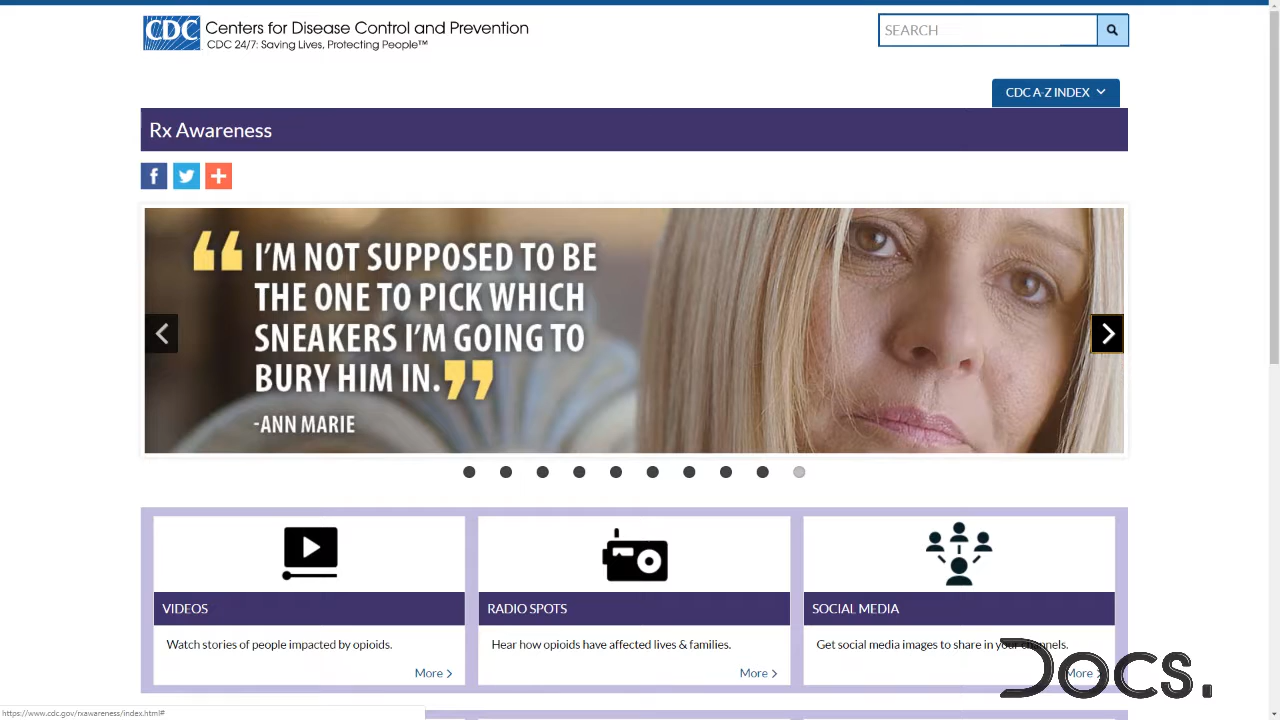 CDC
Centers for Disease Control and Prevention
CDC 24/7: Saving Lives, Protecting People™
SEARCH
CDC A-Z INDEX
Rx Awareness
“ I'M NOT SUPPOSED TO BE
THE ONE TO PICK WHICH
SNEAKERS I'M GOING TO
BURY HIM IN. ”
-ANN MARIE
VIDEOS
Watch stories of people impacted by opioids.
More >
RADIO SPOTS
Hear how opioids have affected lives & families.
More >
SOCIAL MEDIA
Get social media images to share in your channels.
More >
DOCS.
https://www.cdc.gov/rxawareness/index.html#